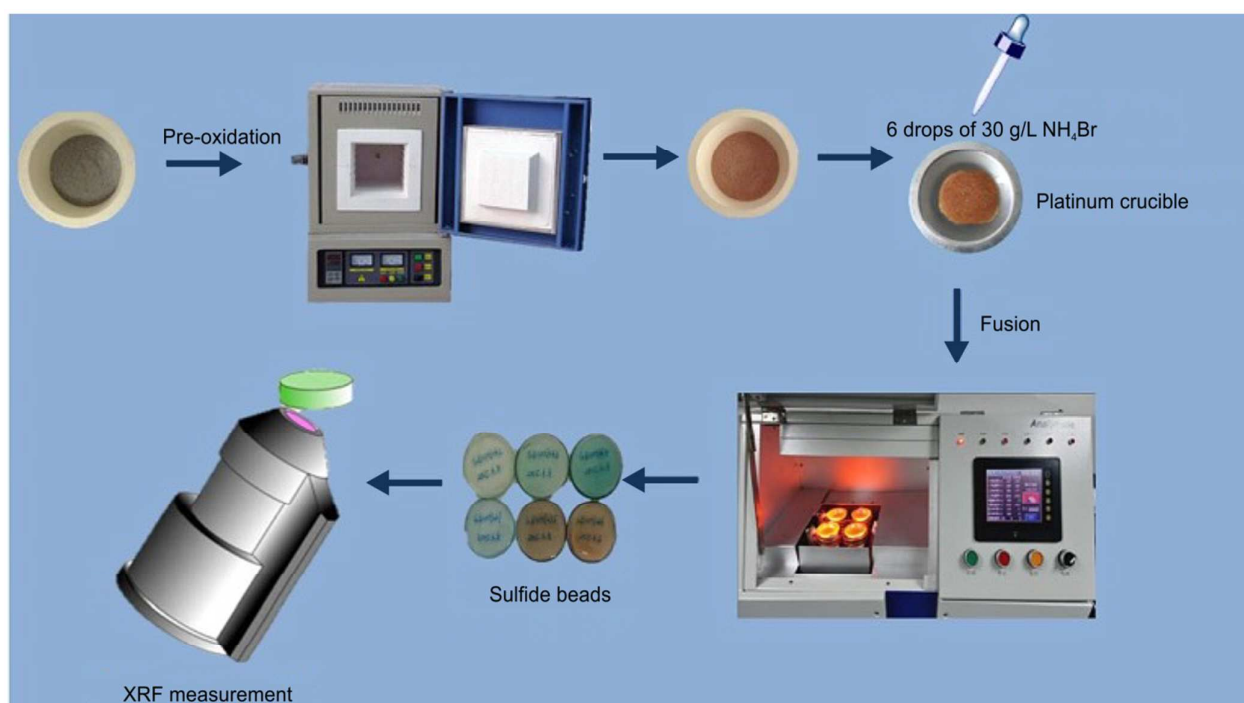 Pre-oxidation
6 drops of 30 g/L NH₄Br
Platinum crucible
Fusion
Sulfide beads
XRF measurement